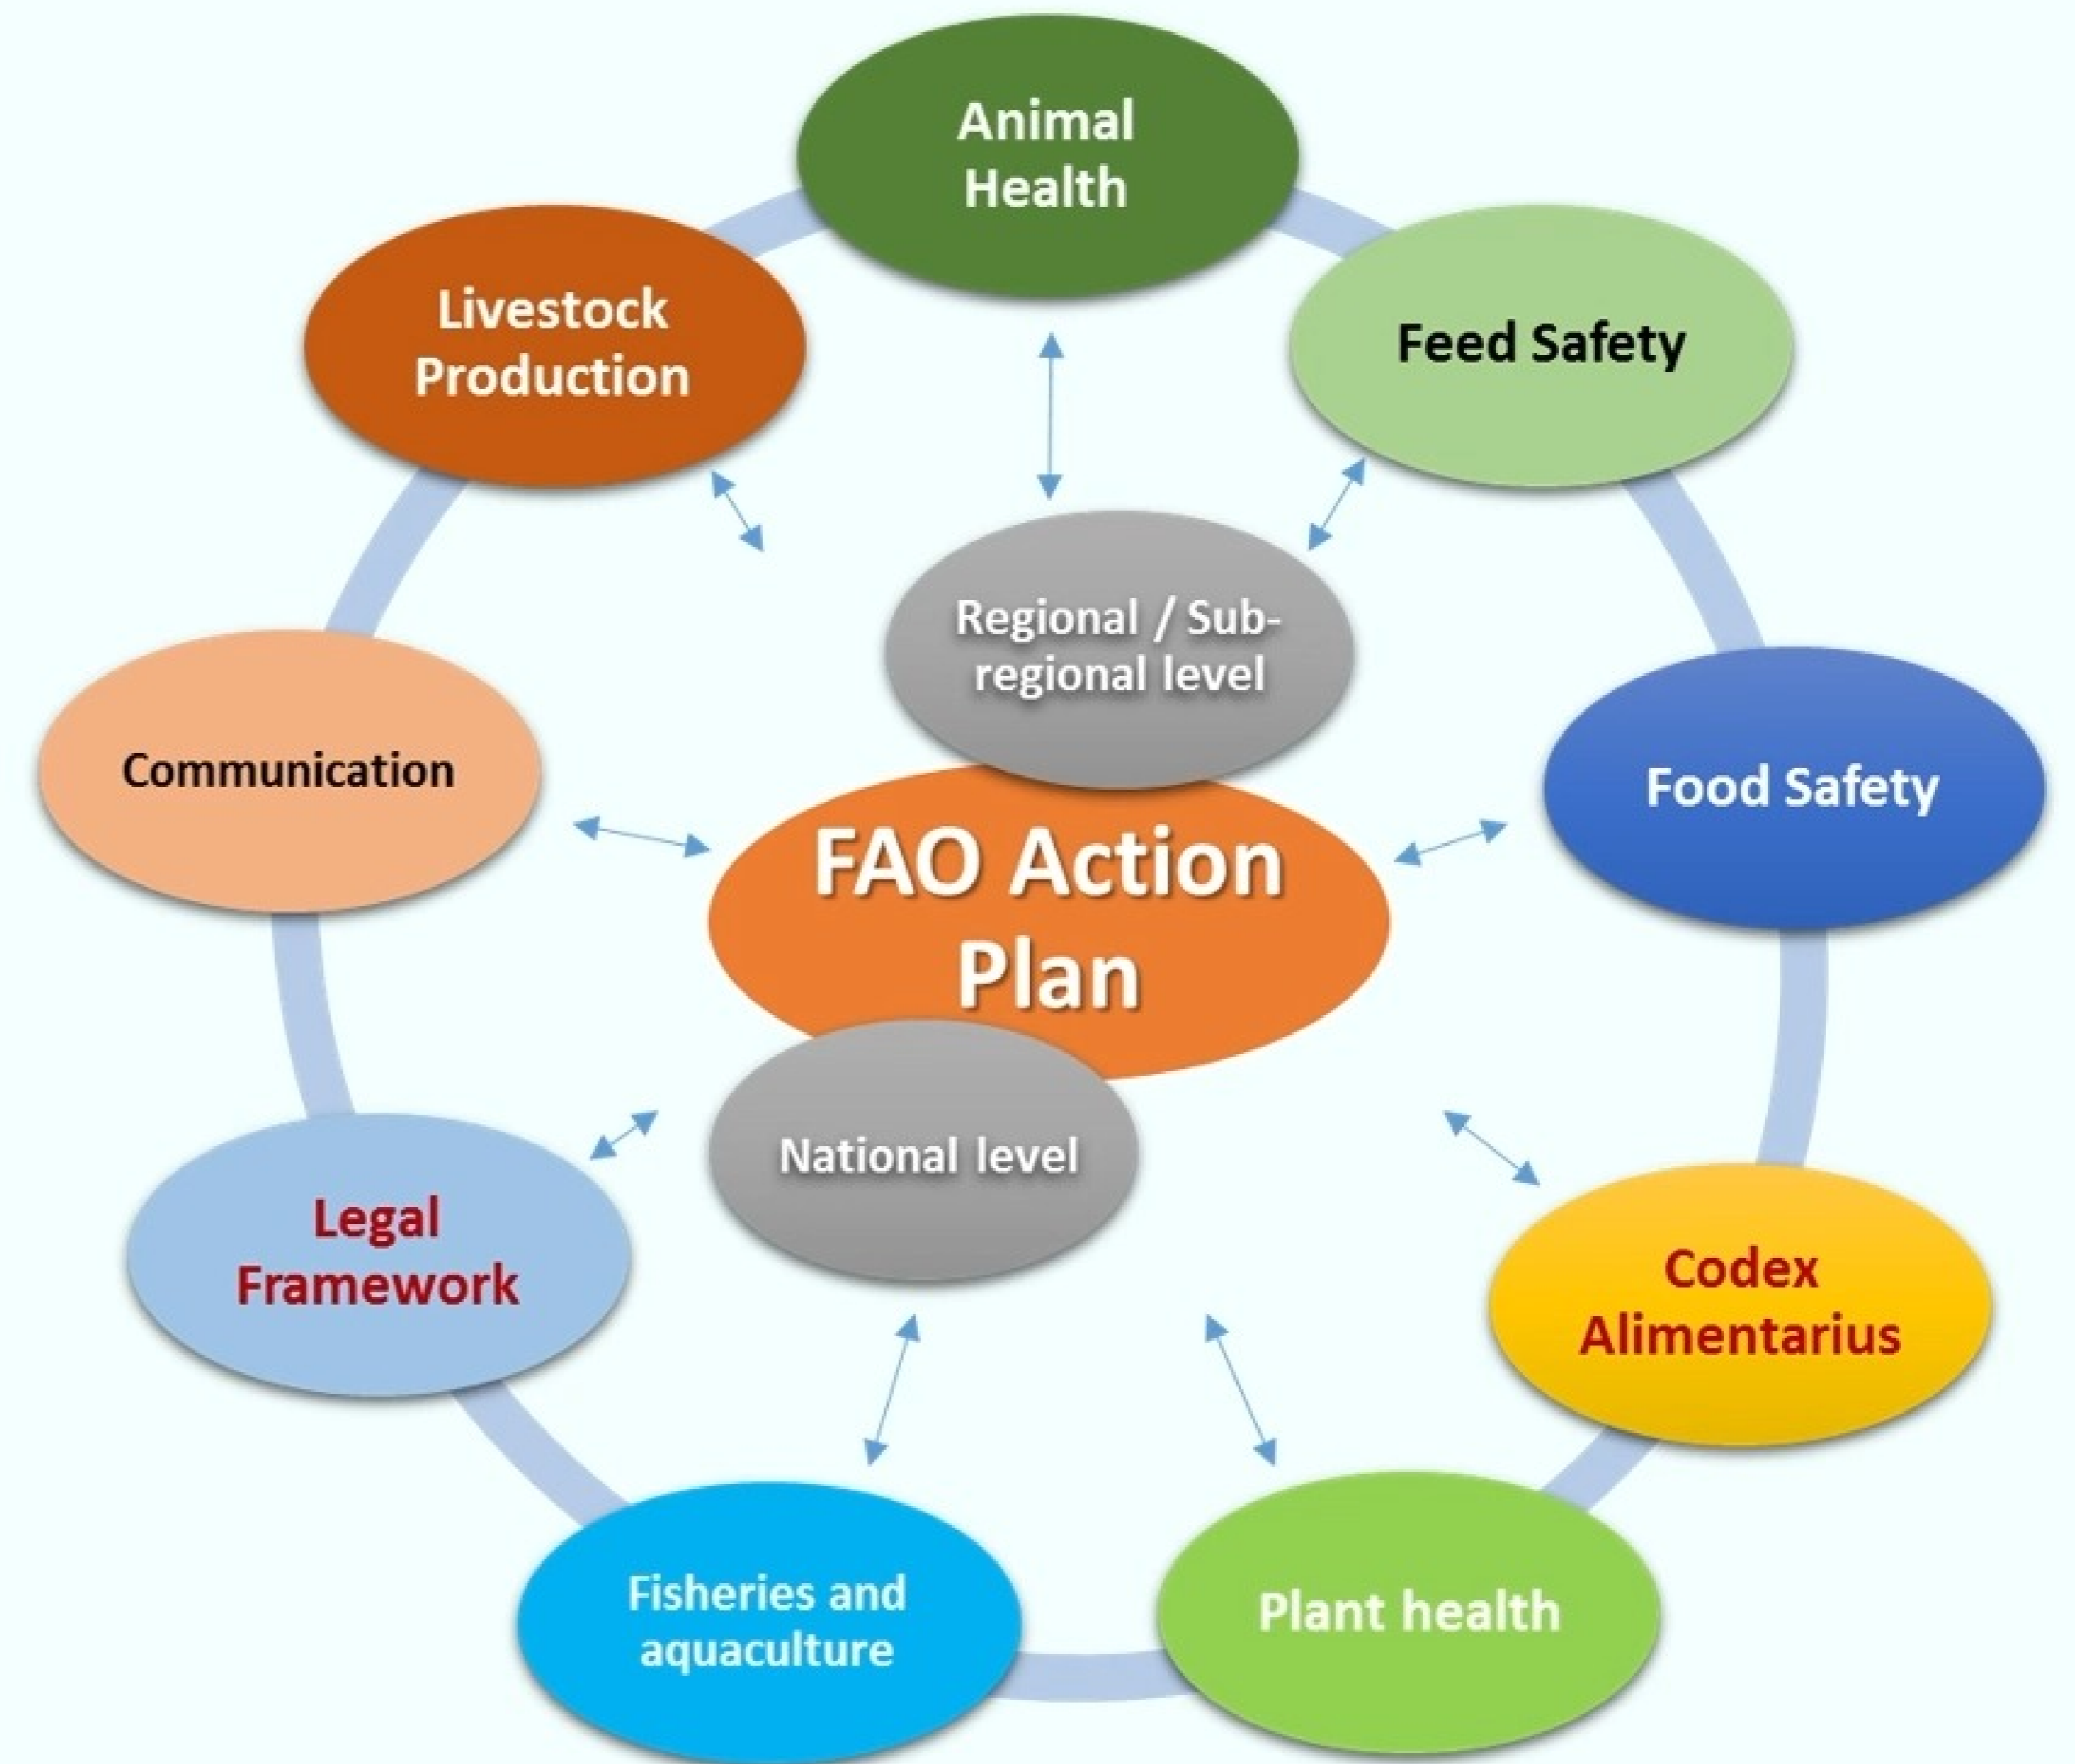 Animal
Health
Livestock
Production
Feed Safety
Regional / Sub-
regional level
Communication
Food Safety
FAO Action
Plan
National level
Legal
Framework
Codex
Alimentarius
Fisheries and
aquaculture
Plant health